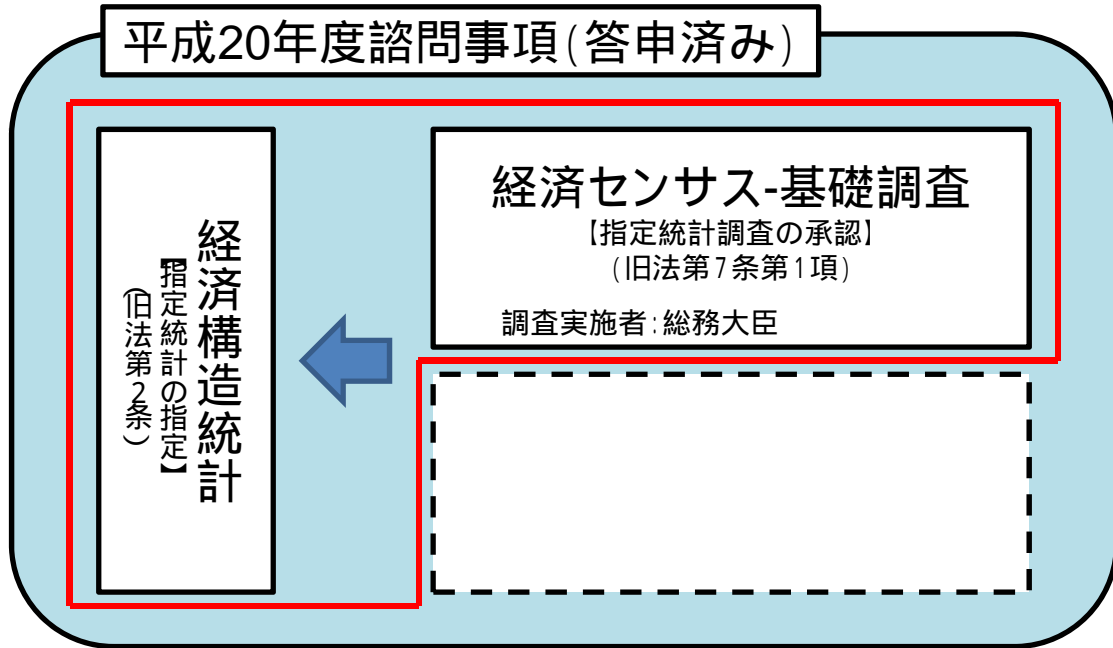 平成20年度諮問事項(答申済み)
経済構造統計
【指定統計の指定】
(旧法第2条)
経済センサス-基礎調査
【指定統計調査の承認】
(旧法第7条第1項)
調査実施者:総務大臣